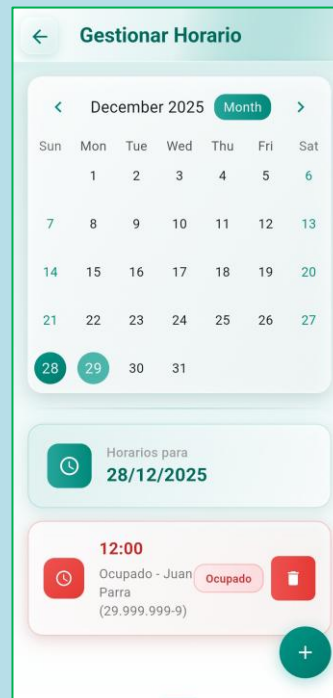 Gestionar Horario
December 2025 Month
Sun Mon Tue Wed Thu Fri Sat
1 2 3 4 5 6
7 8 9 10 11 12 13
14 15 16 17 18 19 20
21 22 23 24 25 26 27
28 29 30 31
Horarios para
28/12/2025
12:00
Ocupado - Juan
Parra
(29.999.999-9)
Ocupado
+